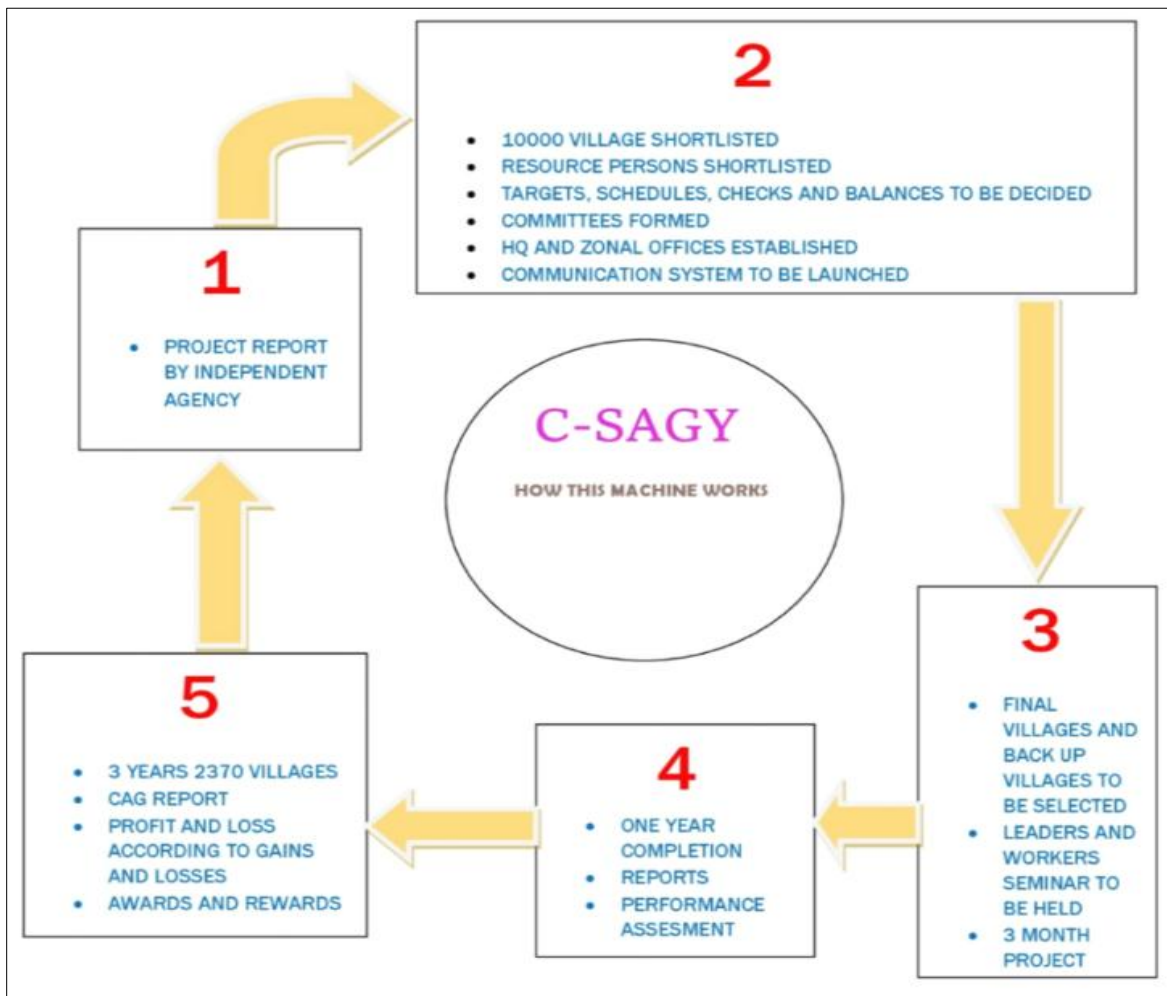 1
• PROJECT REPORT
BY INDEPENDENT
AGENCY
2
• 10000 VILLAGE SHORTLISTED
• RESOURCE PERSONS SHORTLISTED
• TARGETS, SCHEDULES, CHECKS AND BALANCES TO BE DECIDED
• COMMITTEES FORMED
• HQ AND ZONAL OFFICES ESTABLISHED
• COMMUNICATION SYSTEM TO BE LAUNCHED
C-SAGY
HOW THIS MACHINE WORKS
3
• FINAL
VILLAGES AND
BACK UP
VILLAGES TO
BE SELECTED
• LEADERS AND
WORKERS
SEMINAR TO
BE HELD
• 3 MONTH
PROJECT
4
• ONE YEAR
COMPLETION
• REPORTS
• PERFORMANCE
ASSESMENT
5
• 3 YEARS 2370 VILLAGES
• CAG REPORT
• PROFIT AND LOSS
ACCORDING TO GAINS
AND LOSSES
• AWARDS AND REWARDS